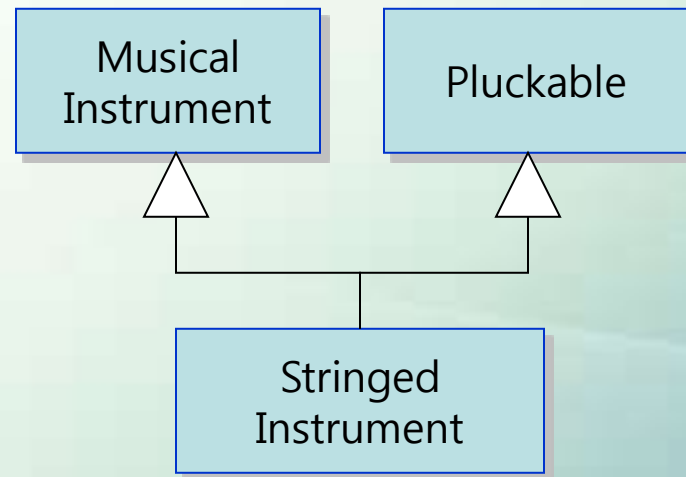 Musical
Instrument
Pluckable
Stringed
Instrument